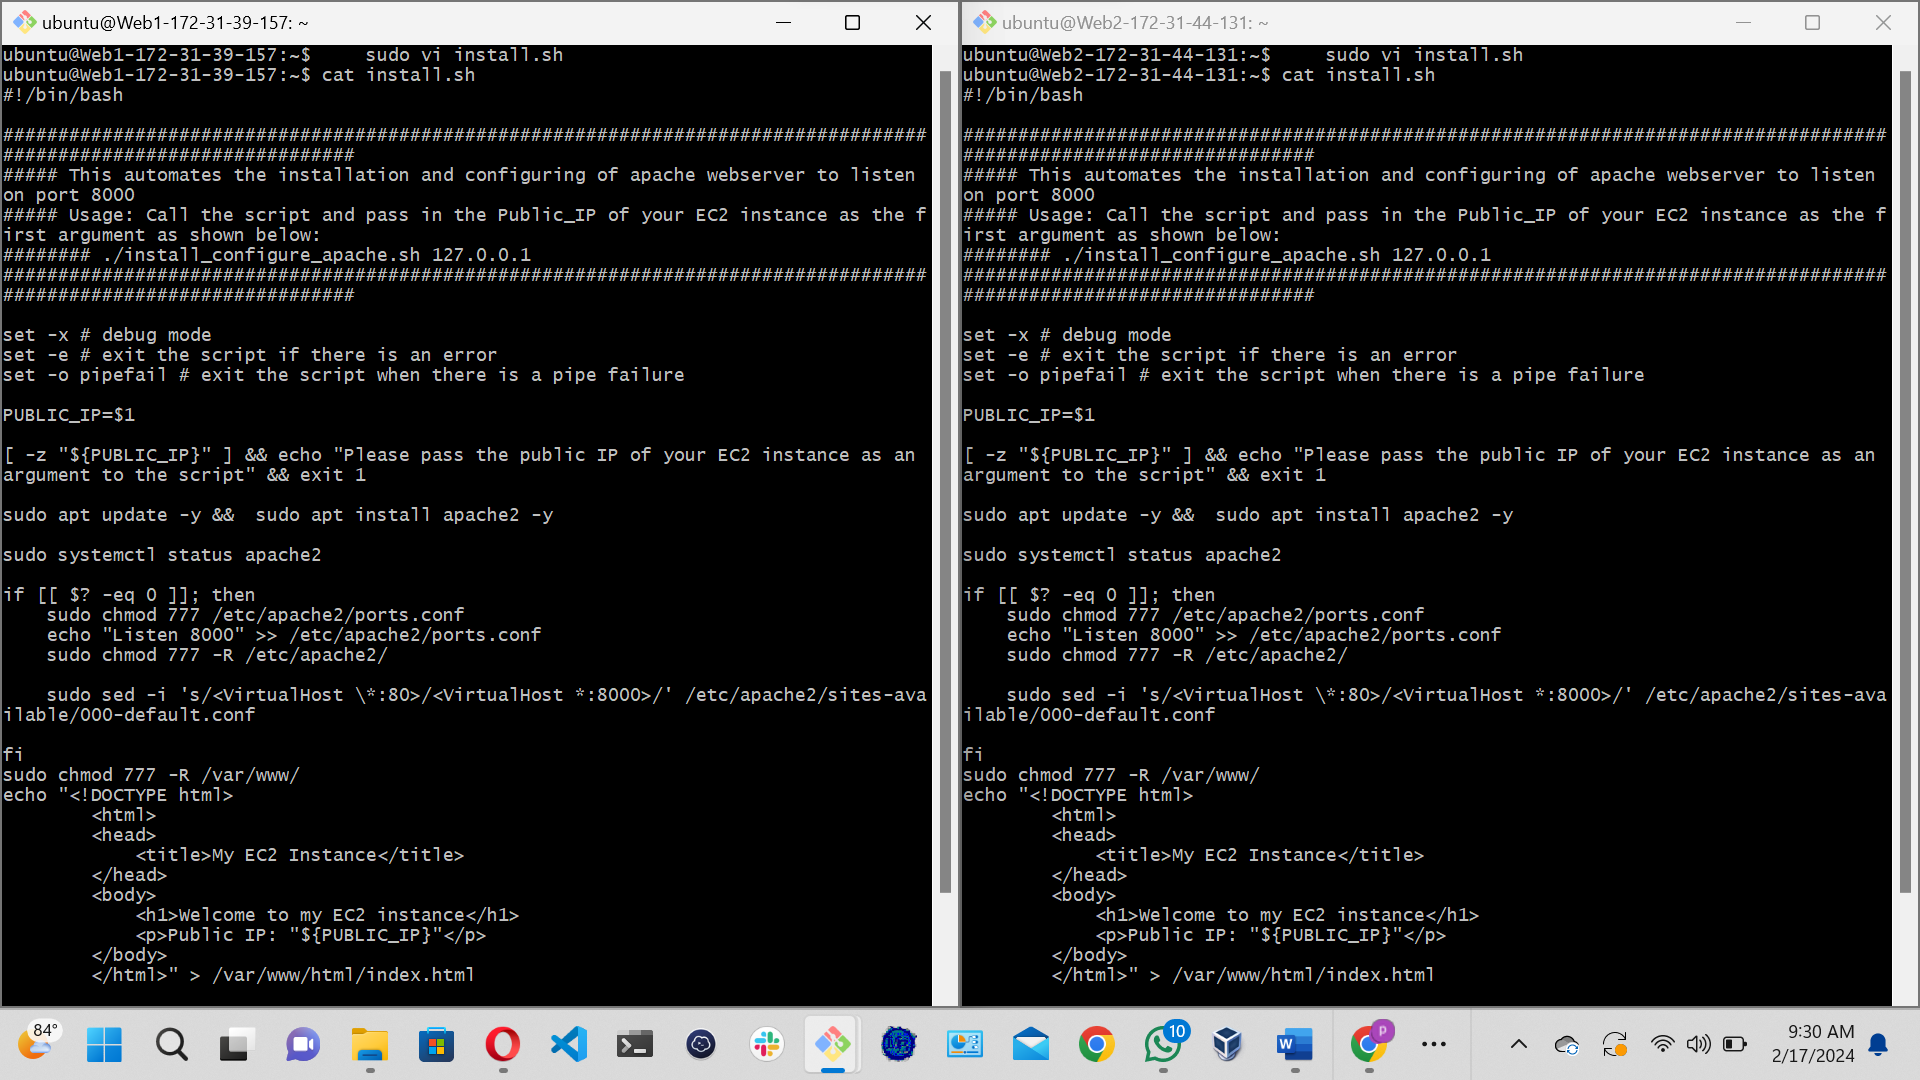 ubuntu@Web1-172-31-39-157: ~
ubuntu@Web1-172-31-39-157:~$     sudo vi install.sh
ubuntu@Web1-172-31-39-157:~$ cat install.sh
#!/bin/bash
####################################################################################
################################
##### This automates the installation and configuring of apache webserver to listen
on port 8000
##### Usage: Call the script and pass in the Public_IP of your EC2 instance as the f
irst argument as shown below:
######## ./install_configure_apache.sh 127.0.0.1
####################################################################################
################################
set -x # debug mode
set -e # exit the script if there is an error
set -o pipefail # exit the script when there is a pipe failure
PUBLIC_IP=$1
[ -z "${PUBLIC_IP}" ] && echo "Please pass the public IP of your EC2 instance as an
argument to the script" && exit 1
sudo apt update -y &&  sudo apt install apache2 -y
sudo systemctl status apache2
if [[ $? -eq 0 ]]; then
    sudo chmod 777 /etc/apache2/ports.conf
    echo "Listen 8000" >> /etc/apache2/ports.conf
    sudo chmod 777 -R /etc/apache2/
    sudo sed -i 's/<VirtualHost \*:80>/<VirtualHost *:8000>/' /etc/apache2/sites-ava
ilable/000-default.conf
fi
sudo chmod 777 -R /var/www/
echo "<!DOCTYPE html>
        <html>
        <head>
            <title>My EC2 Instance</title>
        </head>
        <body>
            <h1>Welcome to my EC2 instance</h1>
            <p>Public IP: "${PUBLIC_IP}"</p>
        </body>
        </html>" > /var/www/html/index.html
ubuntu@Web2-172-31-44-131: ~
ubuntu@Web2-172-31-44-131:~$     sudo vi install.sh
ubuntu@Web2-172-31-44-131:~$ cat install.sh
#!/bin/bash
####################################################################################
################################
##### This automates the installation and configuring of apache webserver to listen
on port 8000
##### Usage: Call the script and pass in the Public_IP of your EC2 instance as the f
irst argument as shown below:
######## ./install_configure_apache.sh 127.0.0.1
####################################################################################
################################
set -x # debug mode
set -e # exit the script if there is an error
set -o pipefail # exit the script when there is a pipe failure
PUBLIC_IP=$1
[ -z "${PUBLIC_IP}" ] && echo "Please pass the public IP of your EC2 instance as an
argument to the script" && exit 1
sudo apt update -y &&  sudo apt install apache2 -y
sudo systemctl status apache2
if [[ $? -eq 0 ]]; then
    sudo chmod 777 /etc/apache2/ports.conf
    echo "Listen 8000" >> /etc/apache2/ports.conf
    sudo chmod 777 -R /etc/apache2/
    sudo sed -i 's/<VirtualHost \*:80>/<VirtualHost *:8000>/' /etc/apache2/sites-ava
ilable/000-default.conf
fi
sudo chmod 777 -R /var/www/
echo "<!DOCTYPE html>
        <html>
        <head>
            <title>My EC2 Instance</title>
        </head>
        <body>
            <h1>Welcome to my EC2 instance</h1>
            <p>Public IP: "${PUBLIC_IP}"</p>
        </body>
        </html>" > /var/www/html/index.html
84°
10
W
P
9:30 AM
2/17/2024